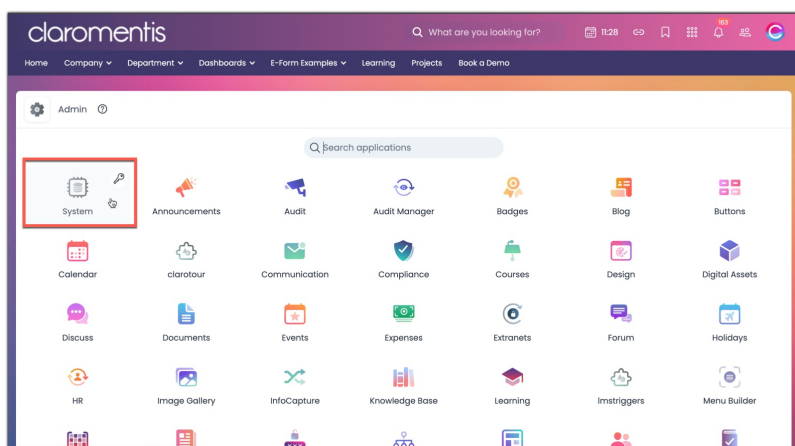 claromentis
What are you looking for?
11:28
163
Home Company Department Dashboards E-Form Examples Learning Projects Book a Demo
Admin
Search applications
System Announcements Audit Audit Manager Badges Blog Buttons
Calendar clarotour Communication Compliance Courses Design Digital Assets
Discuss Documents Events Expenses Extranets Forum Holidays
HR Image Gallery InfoCapture Knowledge Base Learning lmstriggers Menu Builder